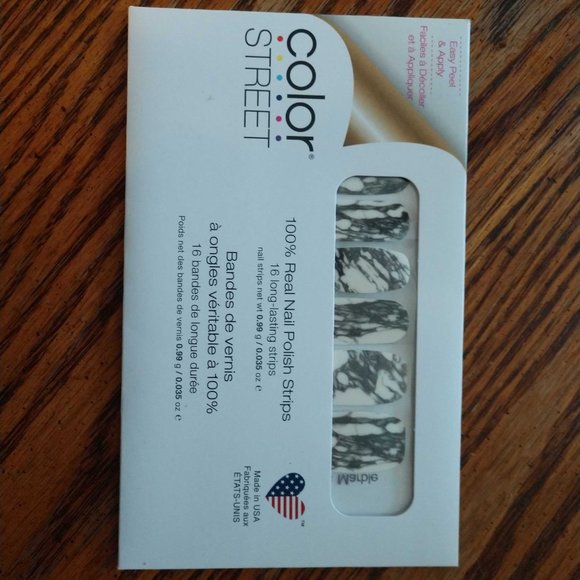 Easy Peel
& Apply
Faciles à Décoller
et à Appliquer
color®
STREET
100% Real Nail Polish Strips
16 long-lasting strips
nail strips net wt 0.99 g / 0.035 oz ℮
Bandes de vernis
à ongles véritable à 100%
16 bandes de longue durée
Poids net des bandes de vernis 0.99 g / 0.035 oz ℮
Marble
™
Made in USA
Fabriquées aux
ÉTATS-UNIS